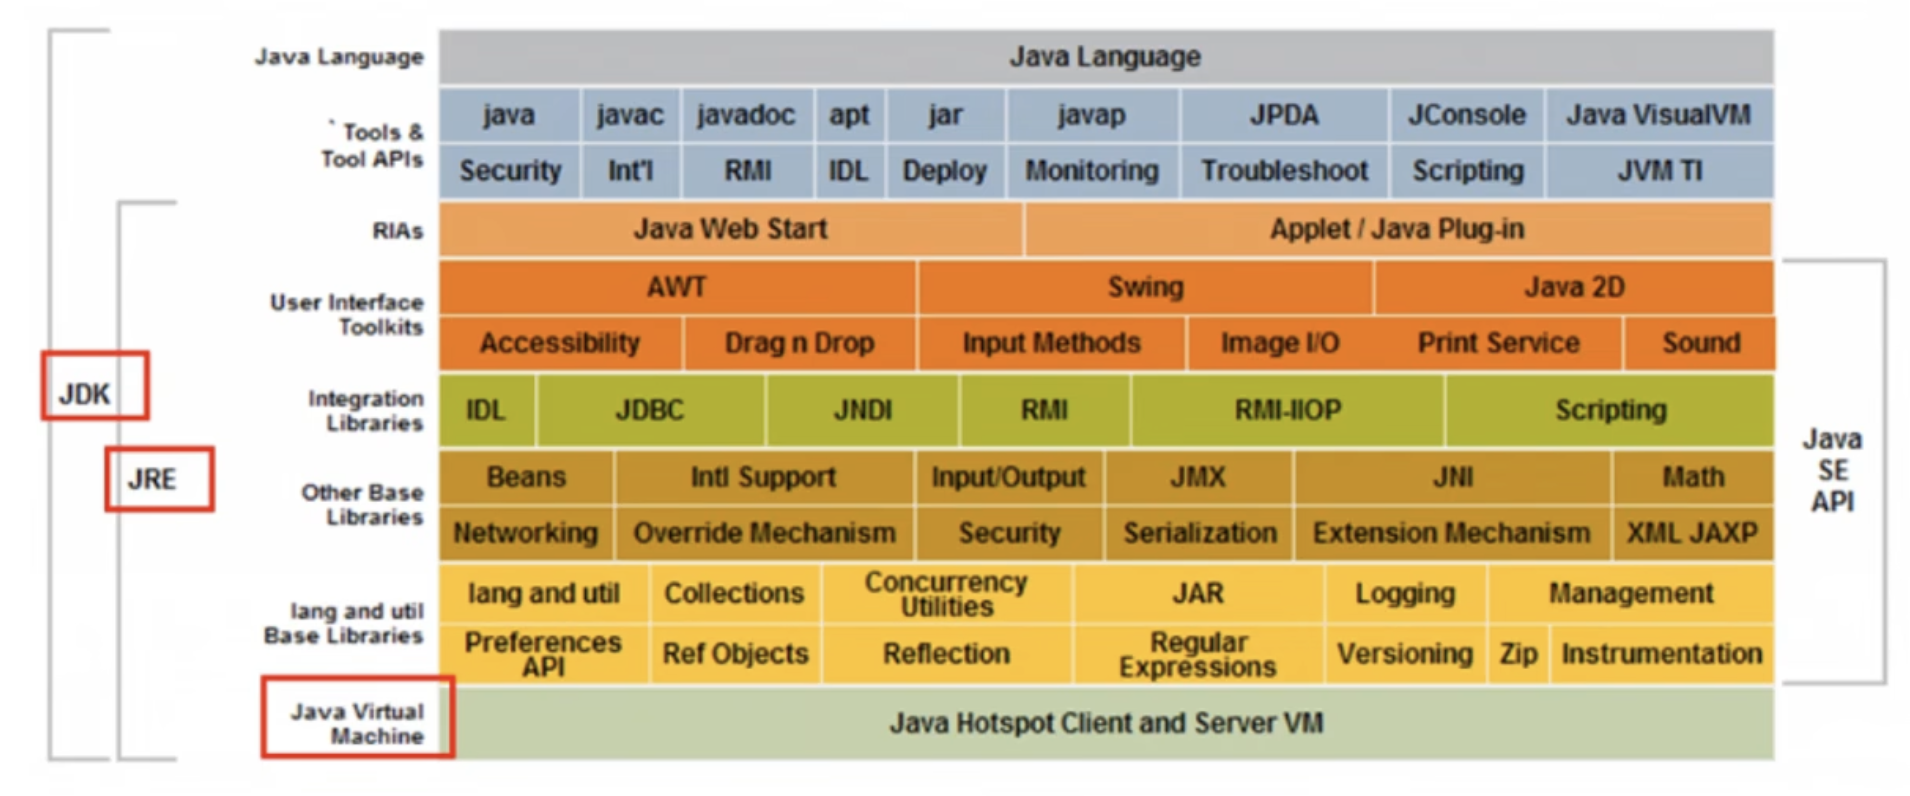 Java Language
Java Language
` Tools &
Tool APIs
java javac javadoc apt jar javap JPDA JConsole Java VisualVM
Security Int'l RMI IDL Deploy Monitoring Troubleshoot Scripting JVM TI
RIAs
Java Web Start Applet / Java Plug-in
User Interface
Toolkits
AWT Swing Java 2D
Accessibility Drag n Drop Input Methods Image I/O Print Service Sound
JDK
Integration
Libraries
IDL JDBC JNDI RMI RMI-IIOP Scripting
JRE
Other Base
Libraries
Beans Intl Support Input/Output JMX JNI Math
Networking Override Mechanism Security Serialization Extension Mechanism XML JAXP
Java
SE
API
lang and util
Base Libraries
lang and util Collections Concurrency Utilities JAR Logging Management
Preferences API Ref Objects Reflection Regular Expressions Versioning Zip Instrumentation
Java Virtual
Machine
Java Hotspot Client and Server VM